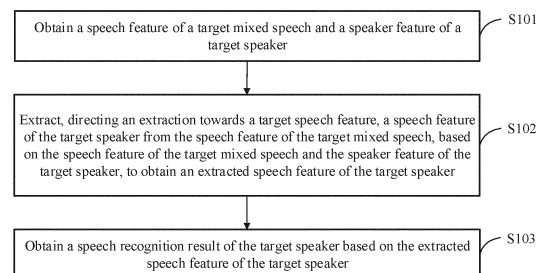 Obtain a speech feature of a target mixed speech and a speaker feature of a
target speaker
S101
Extract, directing an extraction towards a target speech feature, a speech feature
of the target speaker from the speech feature of the target mixed speech, based
on the speech feature of the target mixed speech and the speaker feature of the
target speaker, to obtain an extracted speech feature of the target speaker
S102
Obtain a speech recognition result of the target speaker based on the extracted
speech feature of the target speaker
S103